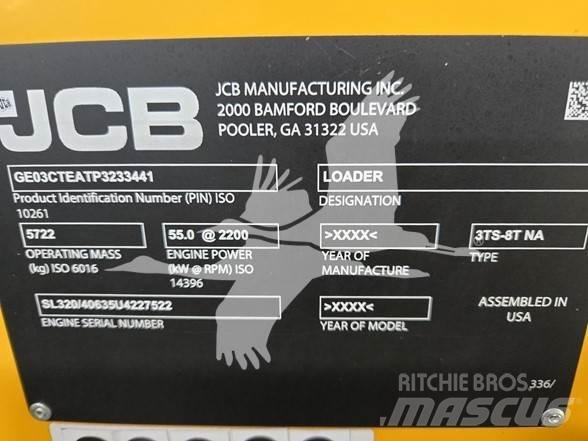 JCB
JCB MANUFACTURING INC.
2000 BAMFORD BOULEVARD
POOLER, GA 31322 USA
GE03CTEATP3233441
Product Identification Number (PIN) ISO
10261
LOADER
DESIGNATION
5722
OPERATING MASS
(kg) ISO 6016
55.0 @ 2200
ENGINE POWER
(kW @ RPM) ISO
14396
>XXXX<
YEAR OF
MANUFACTURE
3TS-8T NA
TYPE
SL320/40635U4227522
ENGINE SERIAL NUMBER
>XXXX<
YEAR OF MODEL
ASSEMBLED IN
USA
336/
RITCHIE BROS.
MASCUS